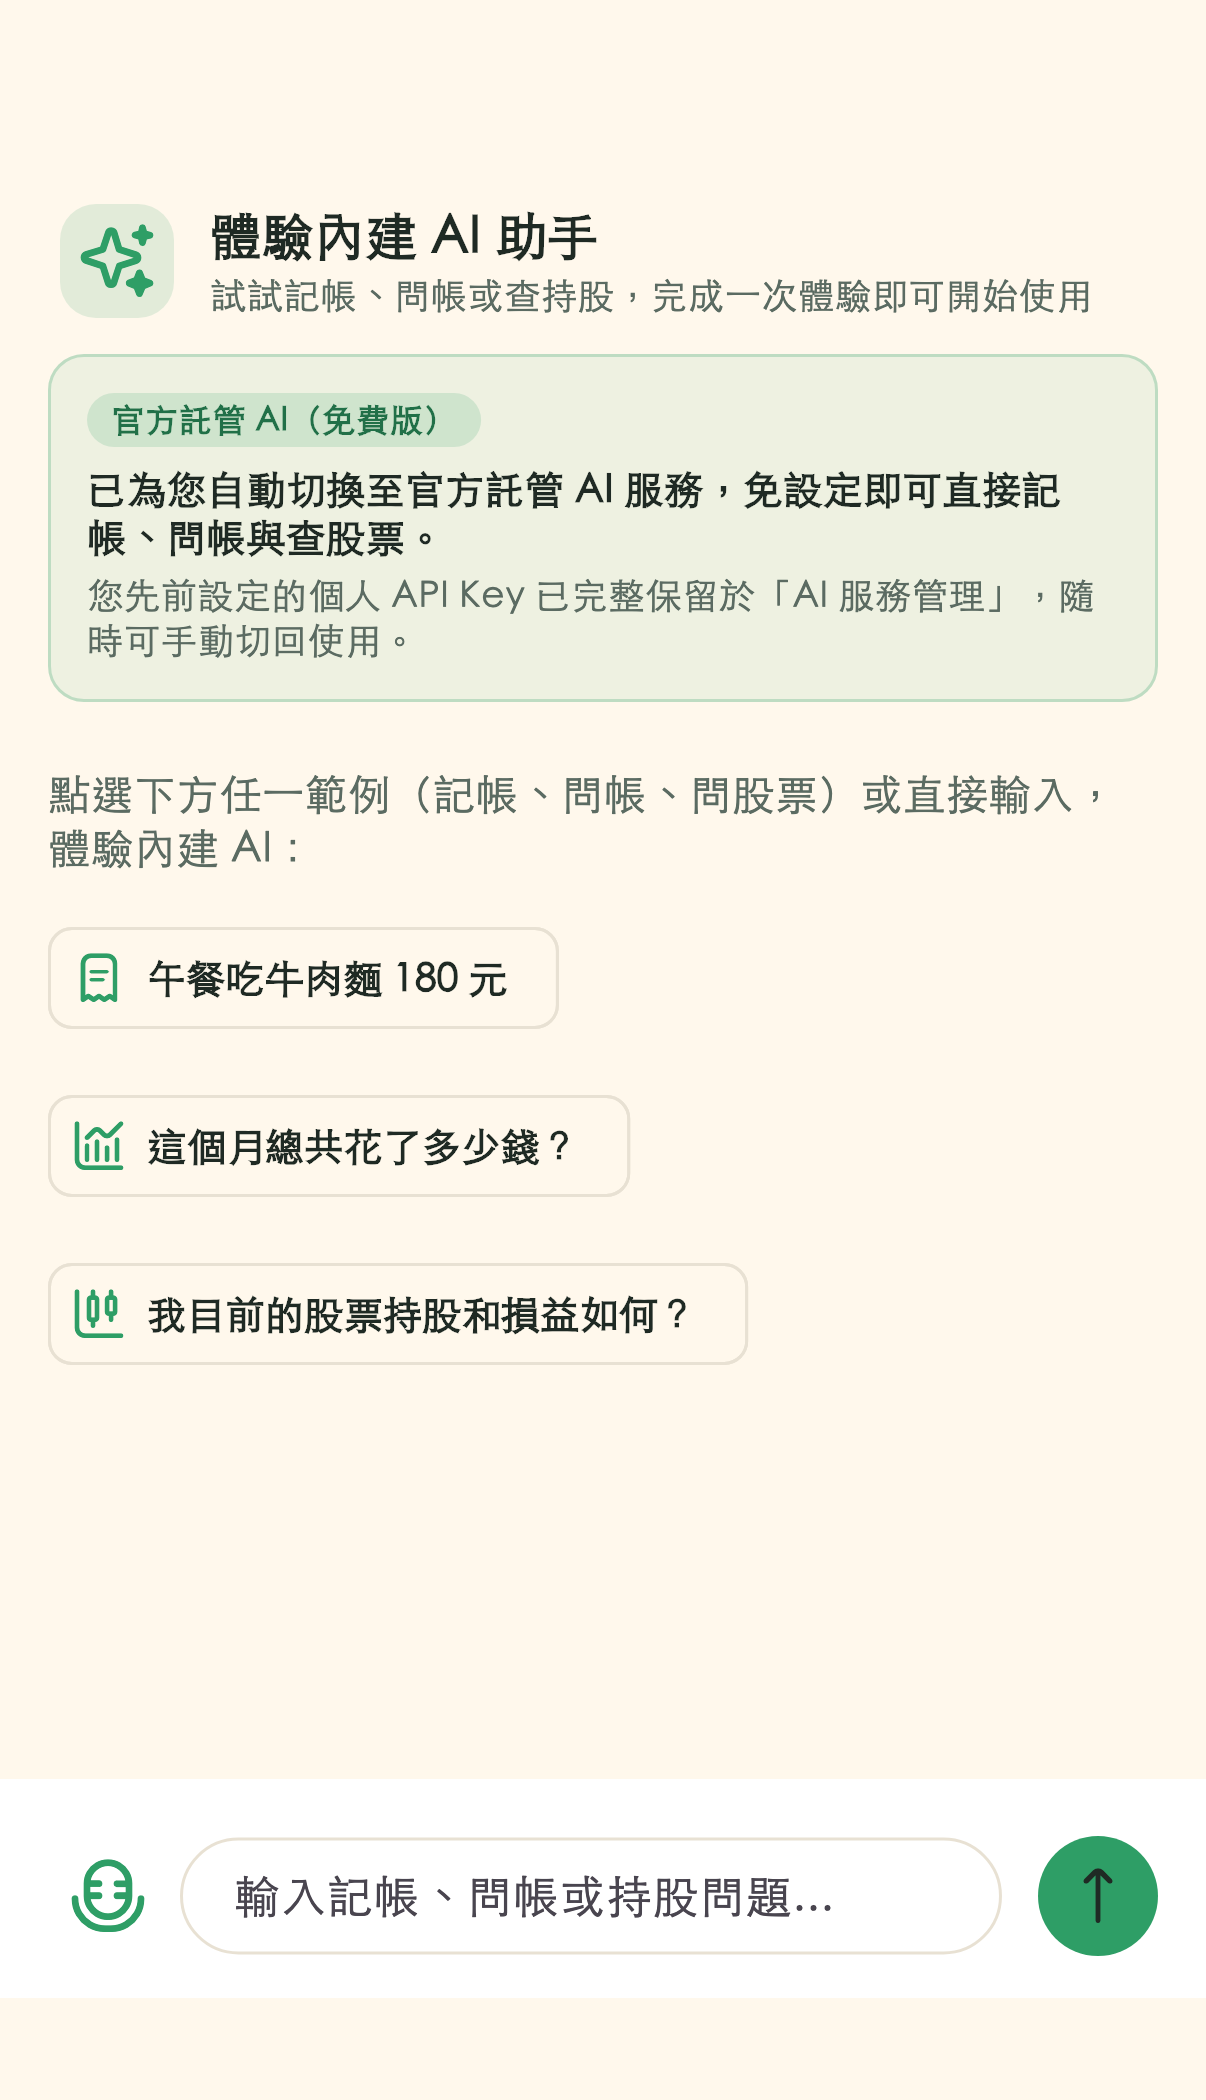 體驗內建 AI 助手
試試記帳、問帳或查持股，完成一次體驗即可開始使用
官方託管 AI（免費版）
已為您自動切換至官方託管 AI 服務，免設定即可直接記
帳、問帳與查股票。
您先前設定的個人 API Key 已完整保留於「AI 服務管理」，隨
時可手動切回使用。
點選下方任一範例（記帳、問帳、問股票）或直接輸入，
體驗內建 AI：
午餐吃牛肉麵 180 元
這個月總共花了多少錢？
我目前的股票持股和損益如何？
輸入記帳、問帳或持股問題...